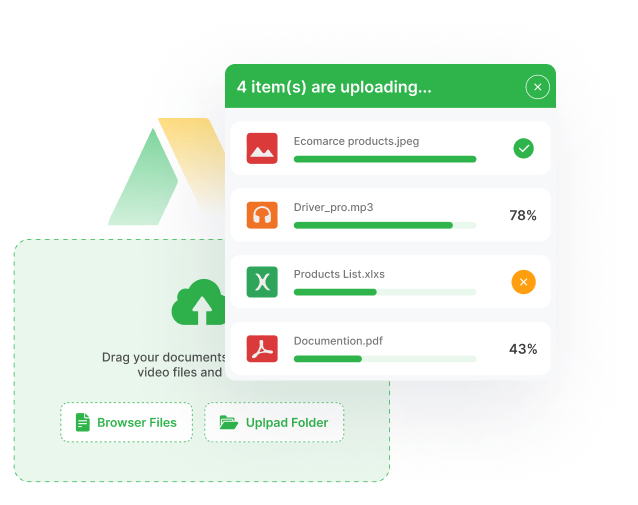 4 item(s) are uploading...
Ecomarce products.jpeg
Driver_pro.mp3
78%
Products List.xlxs
Documention.pdf
43%
Drag your documents
video files and
Browser Files
Uplpad Folder